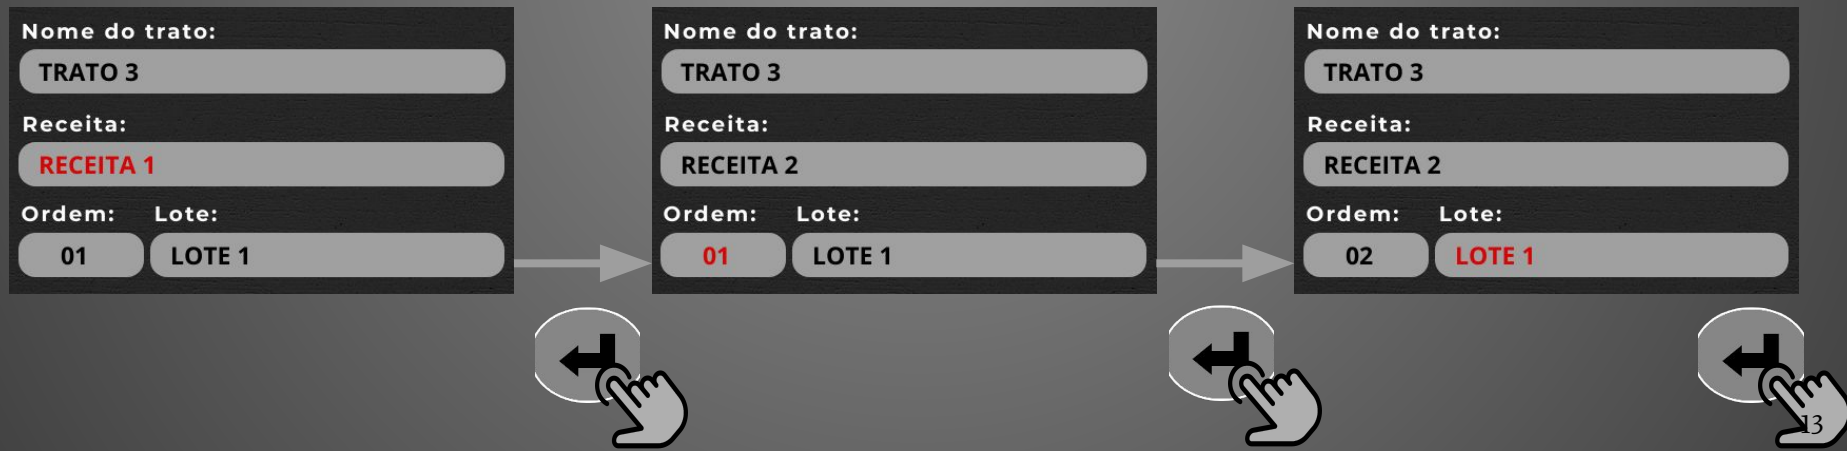 Nome do trato:
TRATO 3
Receita:
RECEITA 1
Ordem: Lote:
01 LOTE 1
Nome do trato:
TRATO 3
Receita:
RECEITA 2
Ordem: Lote:
01 LOTE 1
Nome do trato:
TRATO 3
Receita:
RECEITA 2
Ordem: Lote:
02 LOTE 1
13